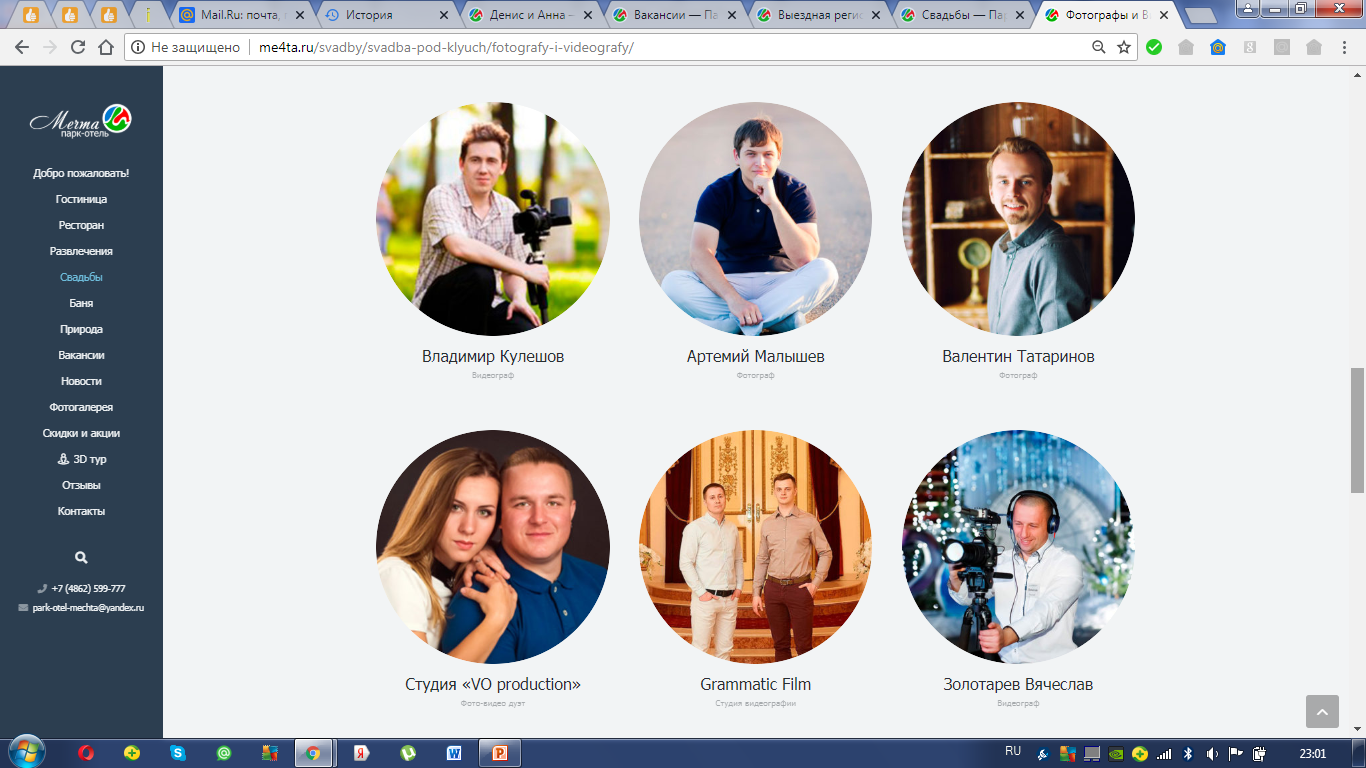 Mail.Ru: почта,
История
Денис и Анна –
Вакансии — Па
Выездная реги
Свадьбы — Пар
Фотографы и В
Не защищено
me4ta.ru/svadby/svadba-pod-klyuch/fotografy-i-videografy/
Мечта
парк-отель
Добро пожаловать!
Гостиница
Ресторан
Развлечения
Свадьбы
Баня
Природа
Вакансии
Новости
Фотогалерея
Скидки и акции
3D тур
Отзывы
Контакты
+7 (4862) 599-777
park-otel-mechta@yandex.ru
Владимир Кулешов
Видеограф
Артемий Малышев
Фотограф
Валентин Татаринов
Фотограф
Студия «VO production»
Фото-видео дуэт
Grammatic Film
Студия видеографии
Золотарев Вячеслав
Видеограф
RU
23:01